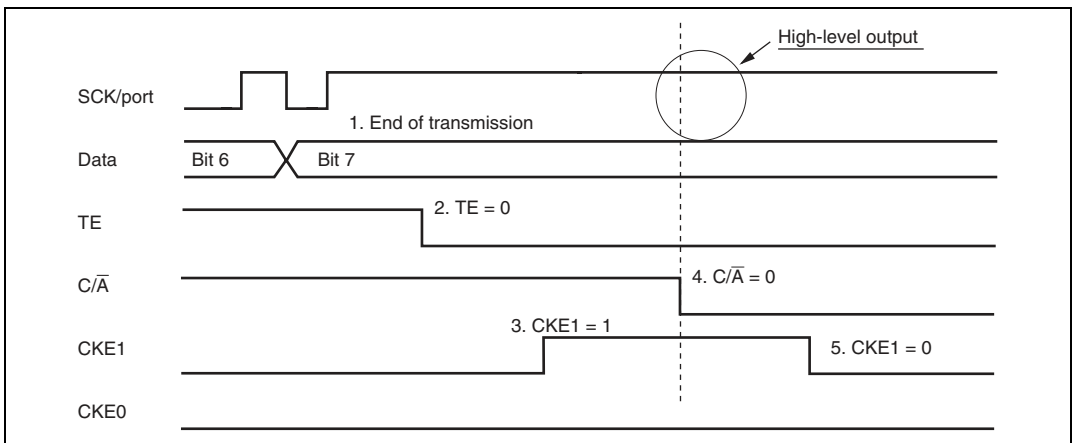 High-level output
SCK/port
1. End of transmission
Data
Bit 6
Bit 7
TE
2. TE = 0
C/A̅
4. C/A̅ = 0
3. CKE1 = 1
CKE1
5. CKE1 = 0
CKE0